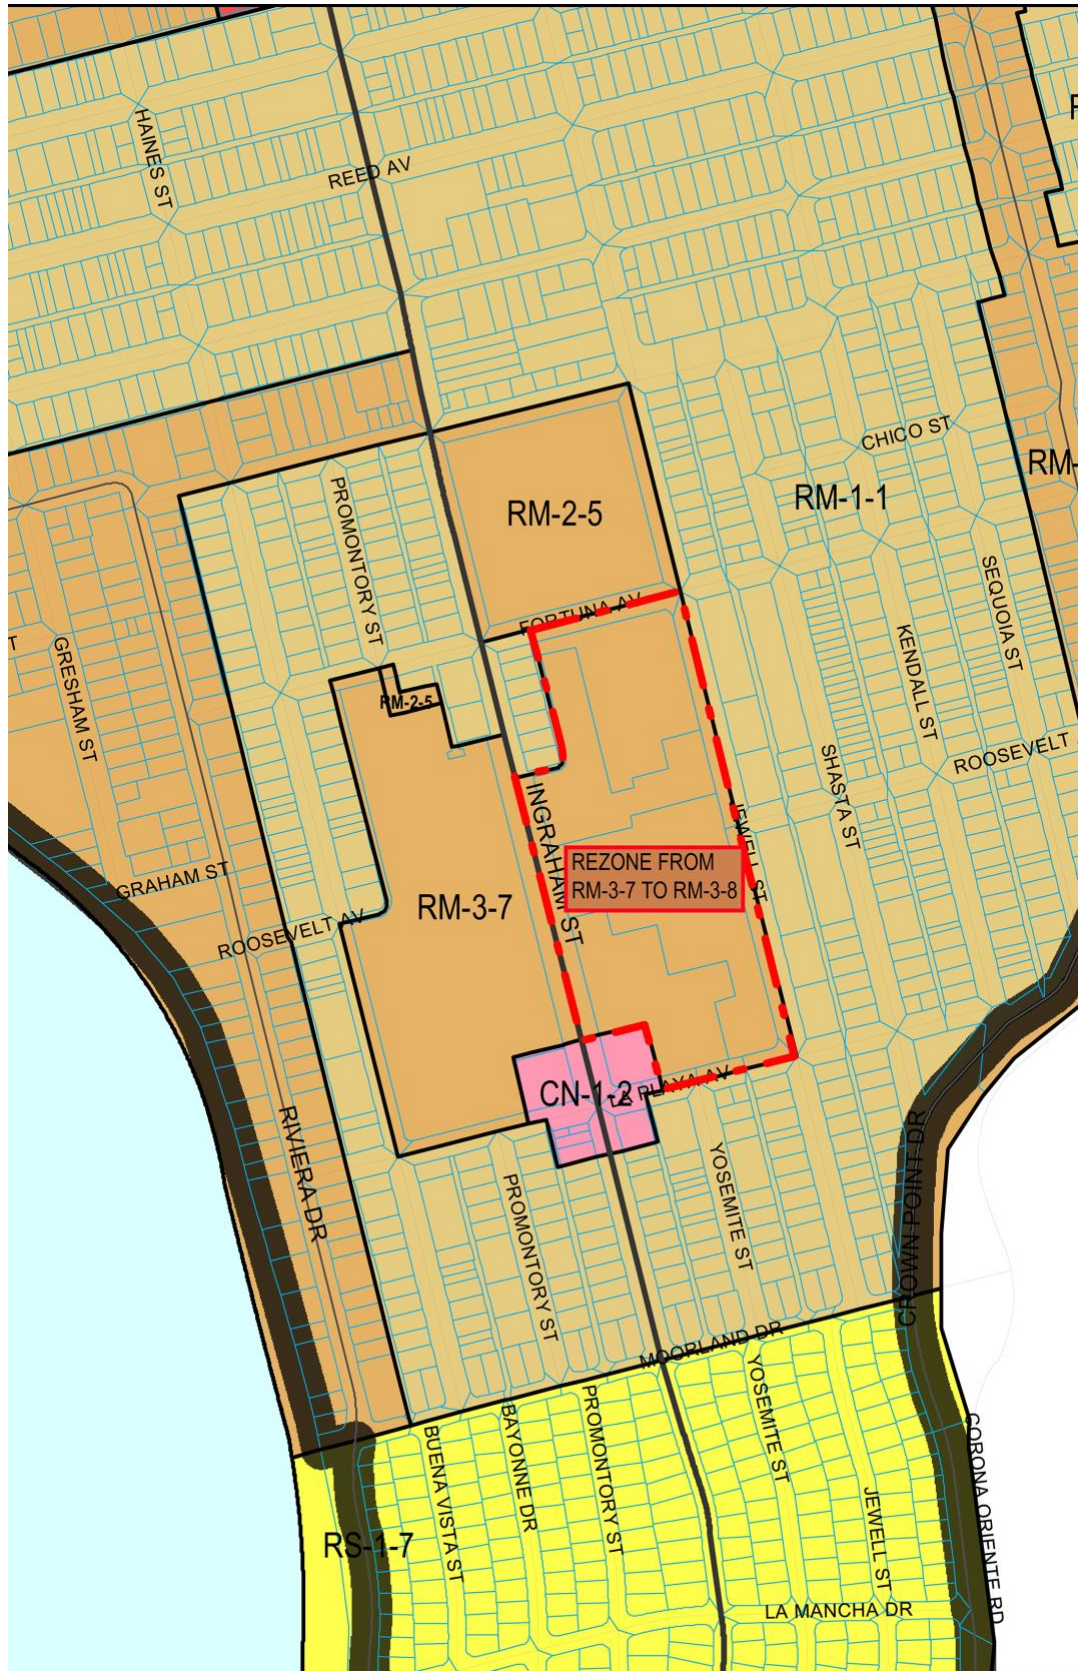 HAINES ST
REED AV
CHICO ST
RM-
RM-1-1
RM-2-5
PROMONTORY ST
SEQUOIA ST
FORTUNA AV
KENDALL ST
GRESHAM ST
RM-2-5
SHASTA ST
ROOSEVELT
INGRAHAM ST
JEWELL ST
REZONE FROM
RM-3-7 TO RM-3-8
GRAHAM ST
RM-3-7
ROOSEVELT AV
CN-1-2
LA PLAYA AV
RIVIERA DR
CROWN POINT DR
YOSEMITE ST
PROMONTORY ST
MOORLAND DR
YOSEMITE ST
PROMONTORY ST
BAYONNE DR
BUENA VISTA ST
CORONA ORIENTE RD
JEWELL ST
RS-1-7
LA MANCHA DR